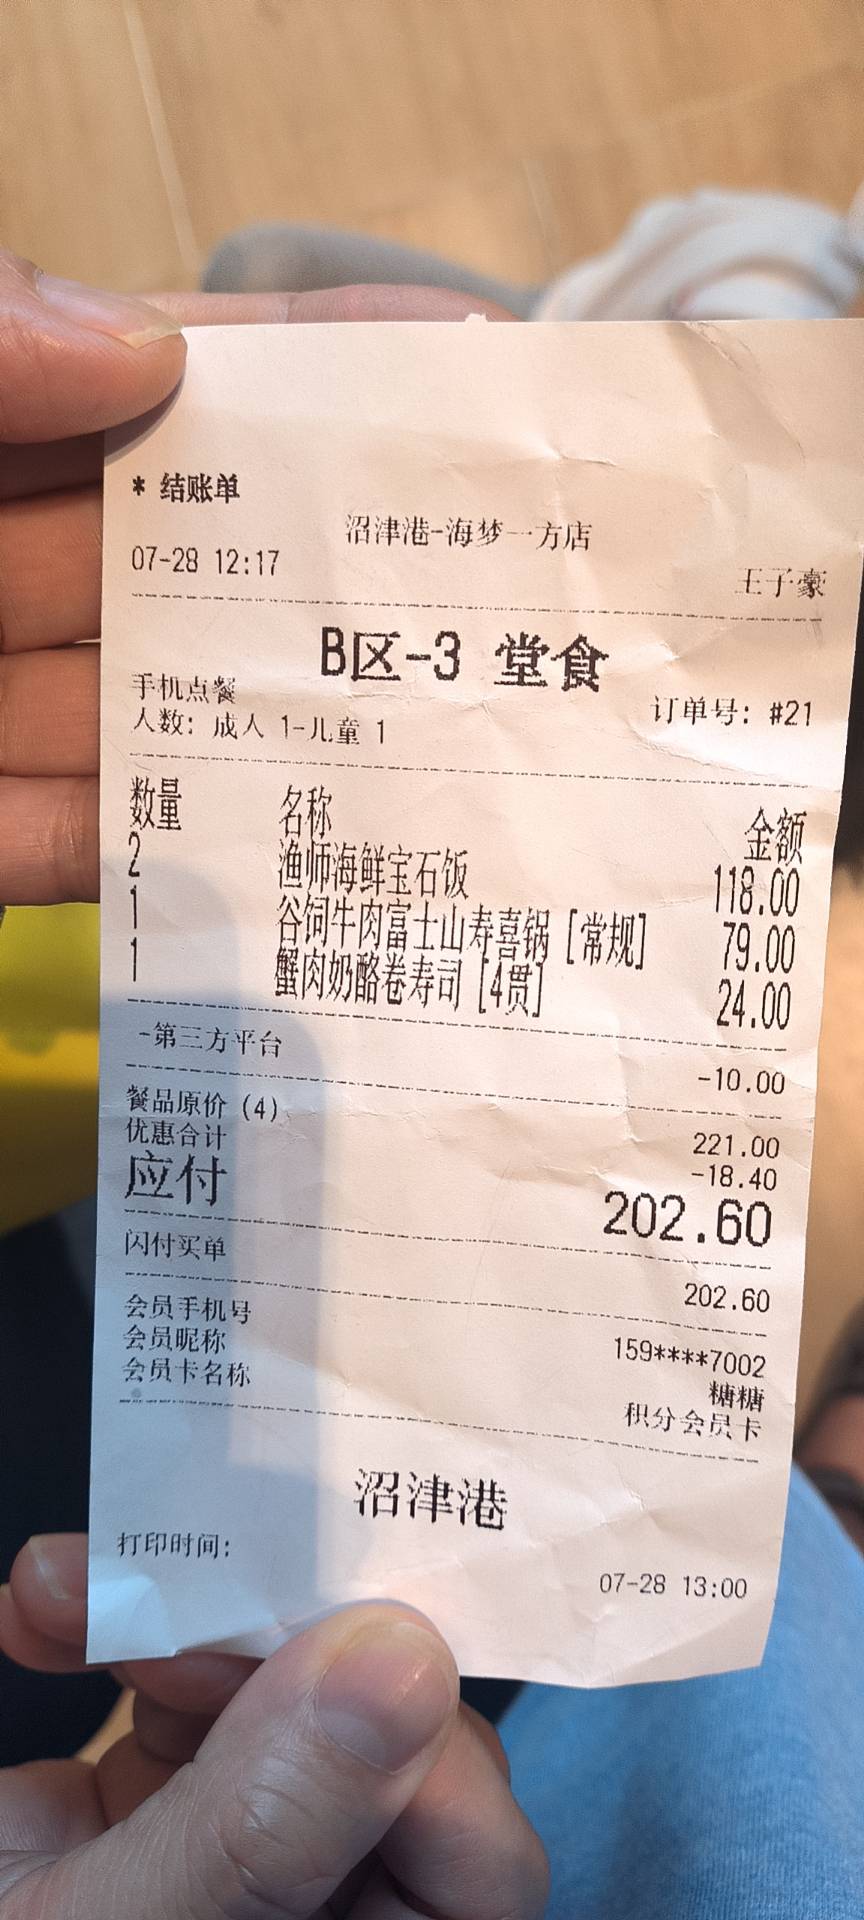 * 结账单
沼津港-海梦一方店
07-28 12:17 王子豪
B区-3 堂食
手机点餐 订单号: #21
人数: 成人 1-儿童 1
数量 名称 金额
2 渔师海鲜宝石饭 118.00
1 谷饲牛肉富士山寿喜锅 [常规] 79.00
1 蟹肉奶酪卷寿司 [4贯] 24.00
-第三方平台 -10.00
餐品原价 (4) 221.00
优惠合计 -18.40
应付 202.60
闪付买单 202.60
会员手机号 159****7002
会员昵称 糖糖
会员卡名称 积分会员卡
沼津港
打印时间: 07-28 13:00